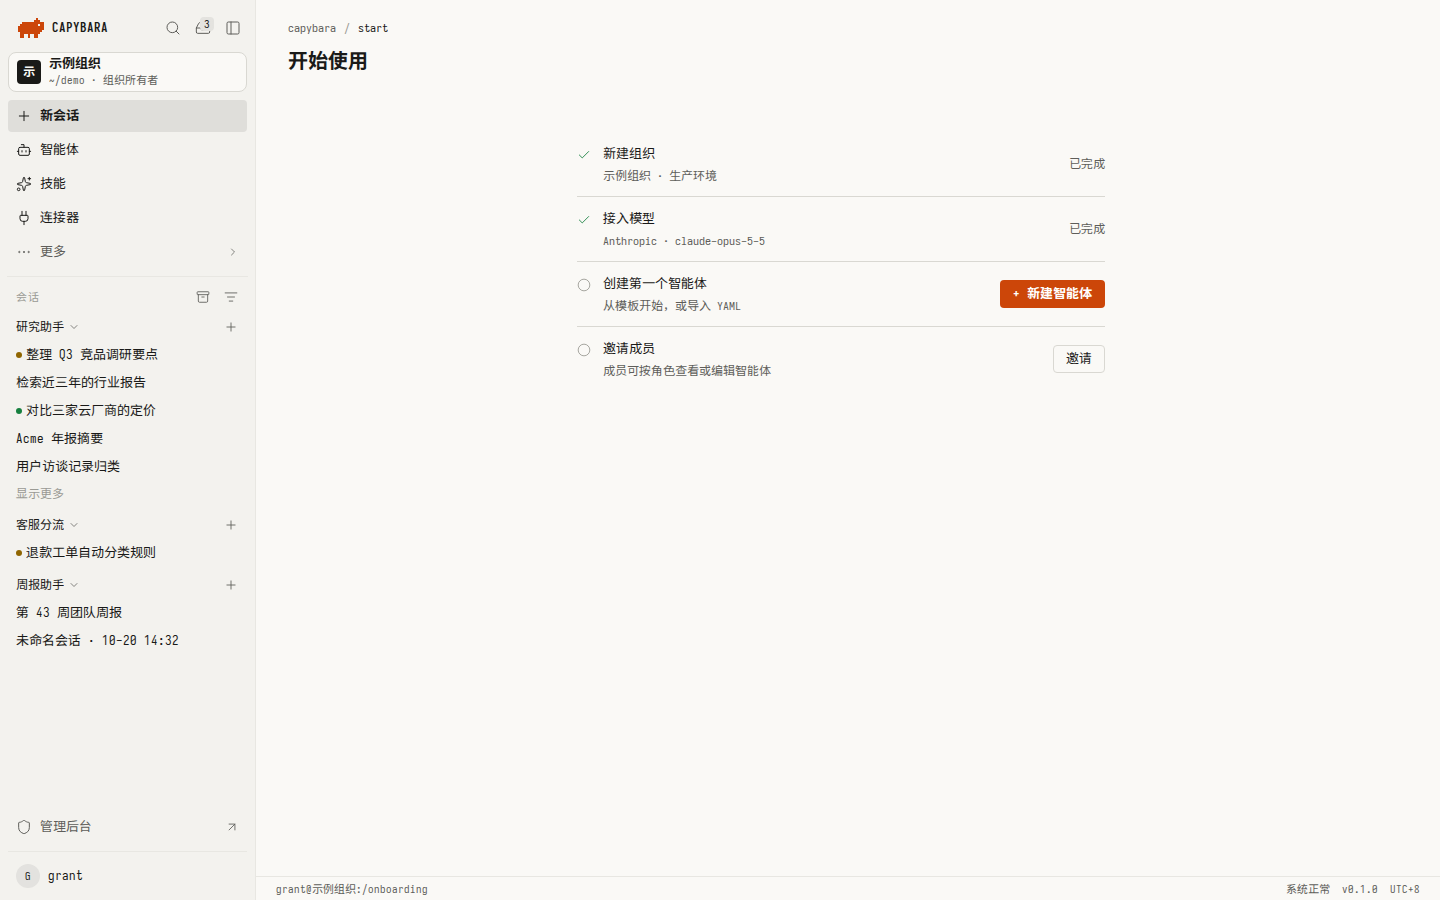 CAPYBARA
3
示 示例组织
~/demo · 组织所有者
新会话
智能体
技能
连接器
更多
会话
研究助手
整理 Q3 竞品调研要点
检索近三年的行业报告
对比三家云厂商的定价
Acme 年报摘要
用户访谈记录归类
显示更多
客服分流
退款工单自动分类规则
周报助手
第 43 周团队周报
未命名会话 · 10-20 14:32
管理后台
G grant
capybara / start
开始使用
新建组织
示例组织 · 生产环境
已完成
接入模型
Anthropic · claude-opus-5-5
已完成
创建第一个智能体
从模板开始，或导入 YAML
+ 新建智能体
邀请成员
成员可按角色查看或编辑智能体
邀请
grant@示例组织:/onboarding
系统正常 v0.1.0 UTC+8